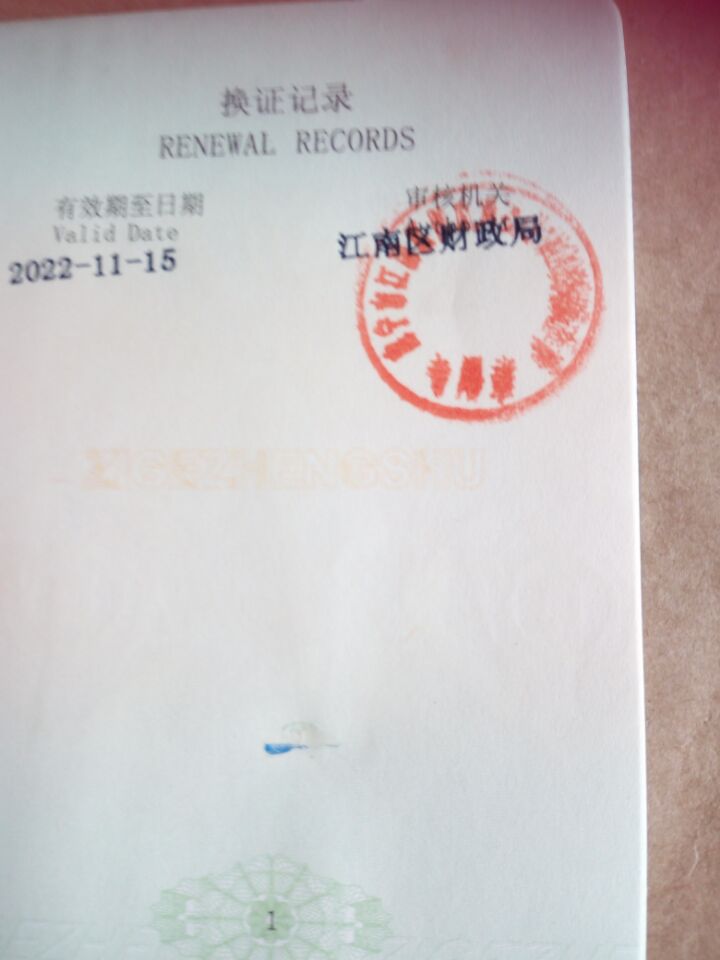 换证记录
RENEWAL RECORDS
有效期至日期
Valid Date
2022-11-15
审核机关
江南区财政局
ZIGEZHENGSHU
1